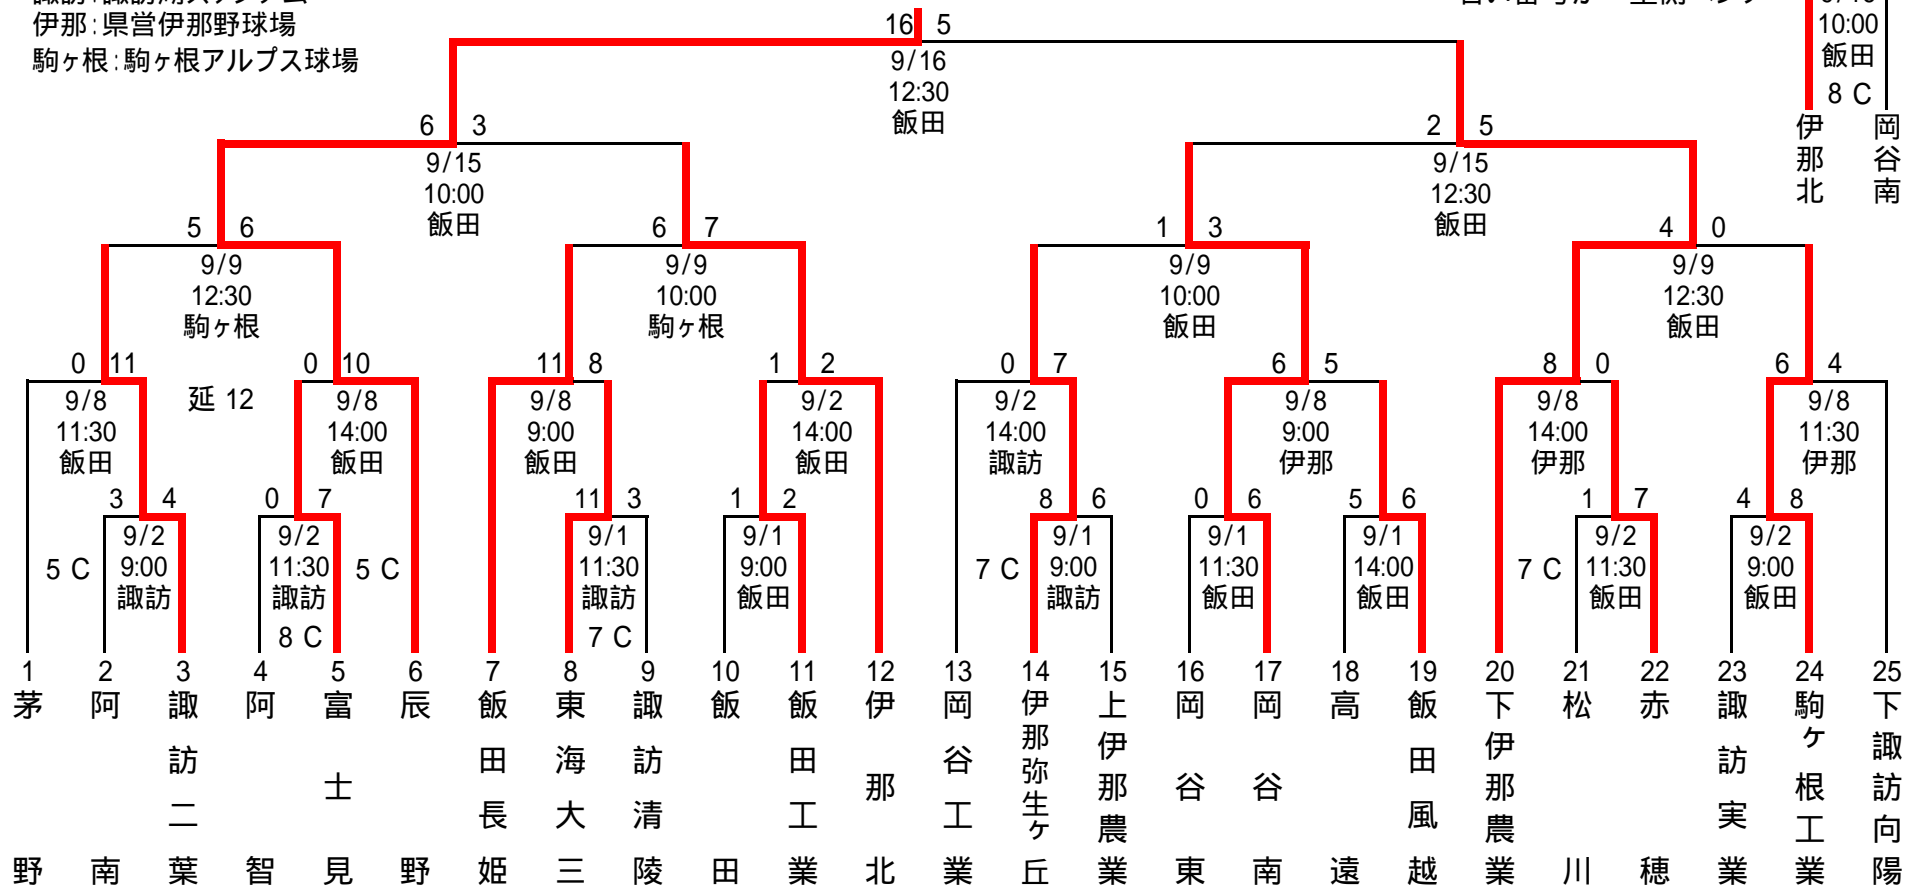 伊那：県営伊那野球場
駒ヶ根：駒ヶ根アルプス球場
16 5
9/16
12:30
飯田
10:00
飯田
8 C
伊那北
岡谷南
6 3
9/15
10:00
飯田
2 5
9/15
12:30
飯田
5 6
9/9
12:30
駒ヶ根
6 7
9/9
10:00
駒ヶ根
1 3
9/9
10:00
飯田
4 0
9/9
12:30
飯田
0 11
9/8
11:30
飯田
延 12
0 10
9/8
14:00
飯田
11 8
9/8
9:00
飯田
1 2
9/2
14:00
飯田
0 7
9/2
14:00
諏訪
6 5
9/8
9:00
伊那
8 0
9/8
14:00
伊那
6 4
9/8
11:30
伊那
5 C
3 4
9/2
9:00
諏訪
0 7
9/2
11:30
諏訪
8 C
5 C
11 3
9/1
11:30
諏訪
7 C
1 2
9/1
9:00
飯田
7 C
8 6
9/1
9:00
諏訪
0 6
9/1
11:30
飯田
5 6
9/1
14:00
飯田
7 C
1 7
9/2
11:30
飯田
4 8
9/2
9:00
飯田
1 茅野
2 阿南
3 諏訪二葉
4 阿智
5 富士見
6 辰野
7 飯田長姫
8 東海大三
9 諏訪清陵
10 飯田
11 飯田工業
12 伊那北
13 岡谷工業
14 伊那弥生ヶ丘
15 上伊那農業
16 岡谷東
17 岡谷南
18 高遠
19 飯田風越
20 下伊那農業
21 松川
22 赤穂
23 諏訪実業
24 駒ヶ根工業
25 下諏訪向陽